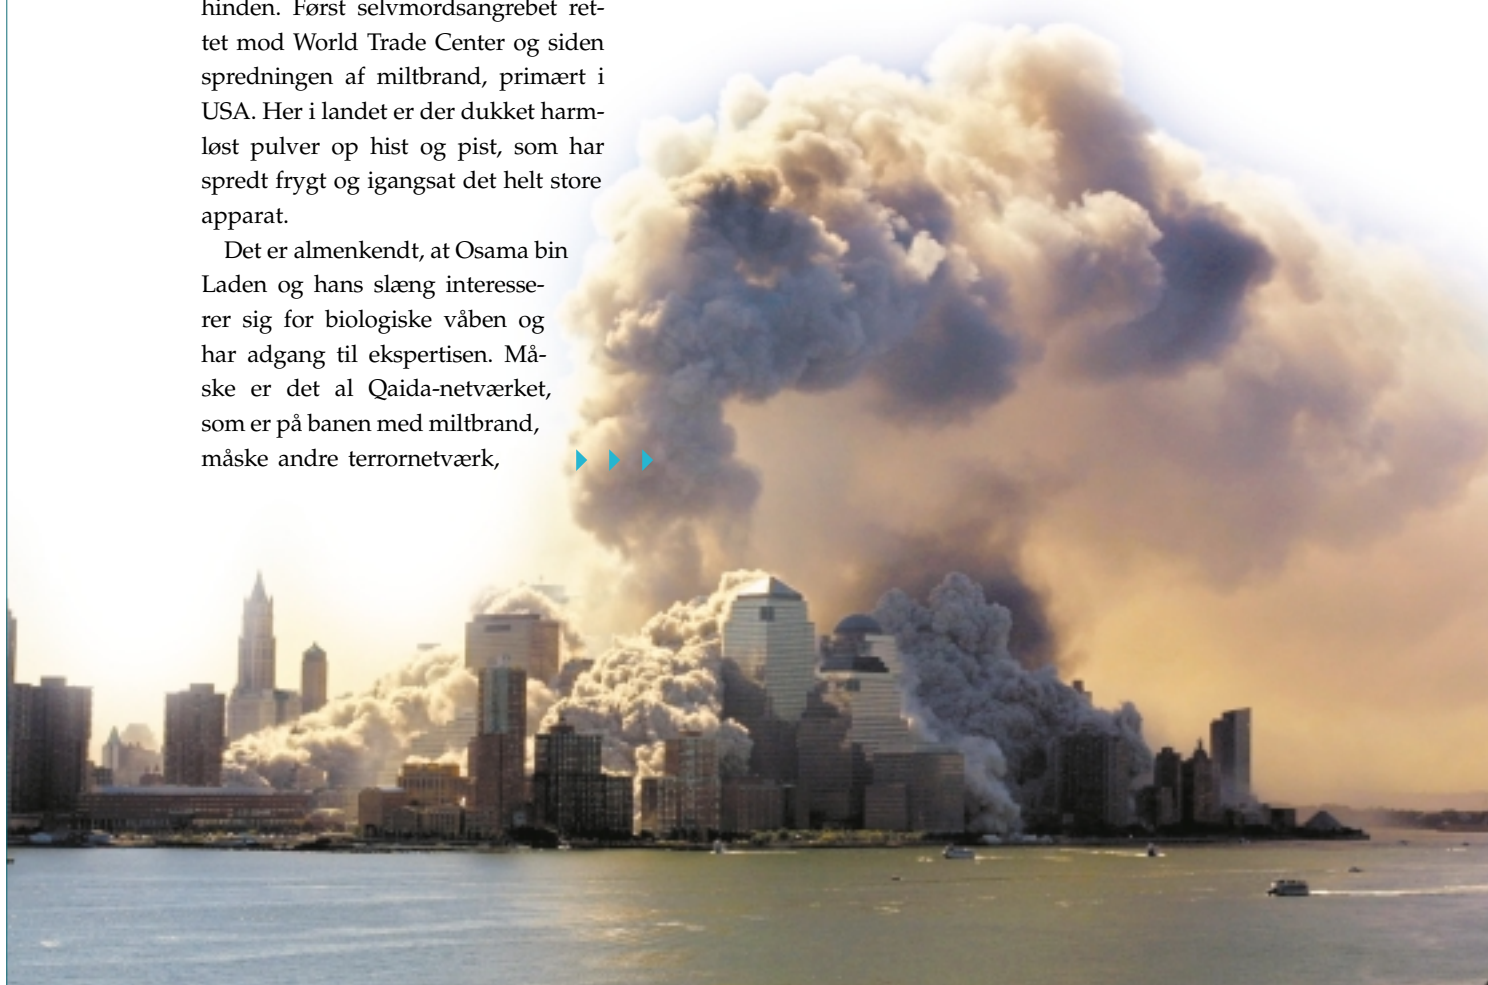 hinden. Først selvmordsangrebet ret-
tet mod World Trade Center og siden
spredningen af miltbrand, primært i
USA. Her i landet er der dukket harm-
løst pulver op hist og pist, som har
spredt frygt og igangsat det helt store
apparat.
Det er almenkendt, at Osama bin
Laden og hans slæng interesse-
rer sig for biologiske våben og
har adgang til ekspertisen. Må-
ske er det al Qaida-netværket,
som er på banen med miltbrand,
måske andre terrornetværk,